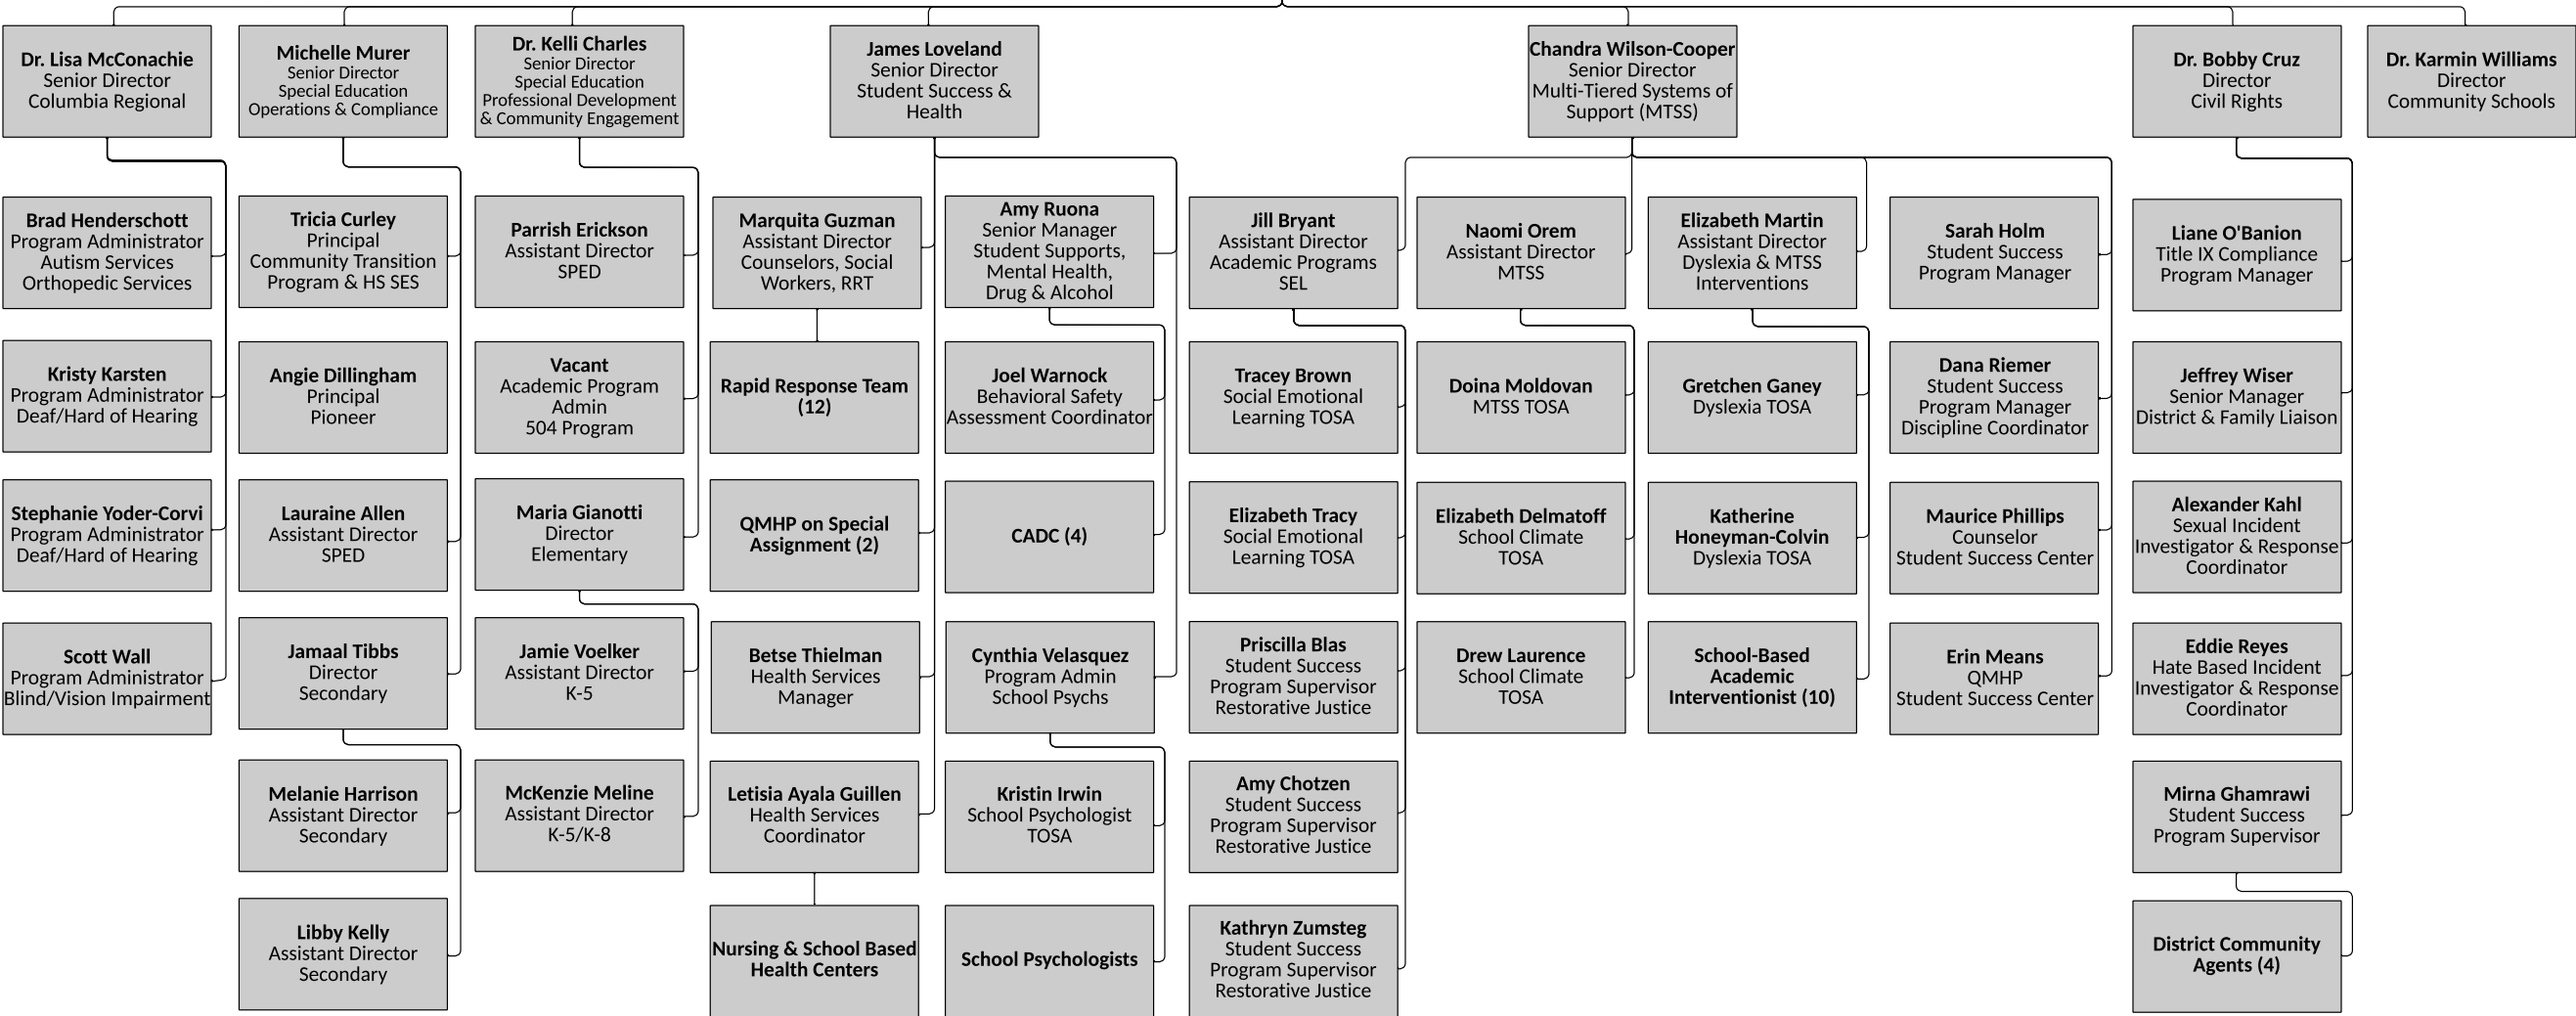 Dr. Lisa McConachie
Senior Director
Columbia Regional
Michelle Murer
Senior Director
Special Education
Operations & Compliance
Dr. Kelli Charles
Senior Director
Special Education
Professional Development
& Community Engagement
James Loveland
Senior Director
Student Success &
Health
Chandra Wilson-Cooper
Senior Director
Multi-Tiered Systems of
Support (MTSS)
Dr. Bobby Cruz
Director
Civil Rights
Dr. Karmin Williams
Director
Community Schools
Brad Henderschott
Program Administrator
Autism Services
Orthopedic Services
Tricia Curley
Principal
Community Transition
Program & HS SES
Parrish Erickson
Assistant Director
SPED
Marquita Guzman
Assistant Director
Counselors, Social
Workers, RRT
Amy Ruona
Senior Manager
Student Supports,
Mental Health,
Drug & Alcohol
Jill Bryant
Assistant Director
Academic Programs
SEL
Naomi Orem
Assistant Director
MTSS
Elizabeth Martin
Assistant Director
Dyslexia & MTSS
Interventions
Sarah Holm
Student Success
Program Manager
Liane O'Banion
Title IX Compliance
Program Manager
Kristy Karsten
Program Administrator
Deaf/Hard of Hearing
Angie Dillingham
Principal
Pioneer
Vacant
Academic Program
Admin
504 Program
Rapid Response Team
(12)
Joel Warnock
Behavioral Safety
Assessment Coordinator
Tracey Brown
Social Emotional
Learning TOSA
Doina Moldovan
MTSS TOSA
Gretchen Ganey
Dyslexia TOSA
Dana Riemer
Student Success
Program Manager
Discipline Coordinator
Jeffrey Wiser
Senior Manager
District & Family Liaison
Stephanie Yoder-Corvi
Program Administrator
Deaf/Hard of Hearing
Lauraine Allen
Assistant Director
SPED
Maria Gianotti
Director
Elementary
QMHP on Special
Assignment (2)
CADC (4)
Elizabeth Tracy
Social Emotional
Learning TOSA
Elizabeth Delmatoff
School Climate
TOSA
Katherine
Honeyman-Colvin
Dyslexia TOSA
Maurice Phillips
Counselor
Student Success Center
Alexander Kahl
Sexual Incident
Investigator & Response
Coordinator
Scott Wall
Program Administrator
Blind/Vision Impairment
Jamaal Tibbs
Director
Secondary
Jamie Voelker
Assistant Director
K-5
Betse Thielman
Health Services
Manager
Cynthia Velasquez
Program Admin
School Psychs
Priscilla Blas
Student Success
Program Supervisor
Restorative Justice
Drew Laurence
School Climate
TOSA
School-Based
Academic
Interventionist (10)
Erin Means
QMHP
Student Success Center
Eddie Reyes
Hate Based Incident
Investigator & Response
Coordinator
Melanie Harrison
Assistant Director
Secondary
McKenzie Meline
Assistant Director
K-5/K-8
Letisia Ayala Guillen
Health Services
Coordinator
Kristin Irwin
School Psychologist
TOSA
Amy Chotzen
Student Success
Program Supervisor
Restorative Justice
Mirna Ghamrawi
Student Success
Program Supervisor
Libby Kelly
Assistant Director
Secondary
Nursing & School Based
Health Centers
School Psychologists
Kathryn Zumsteg
Student Success
Program Supervisor
Restorative Justice
District Community
Agents (4)